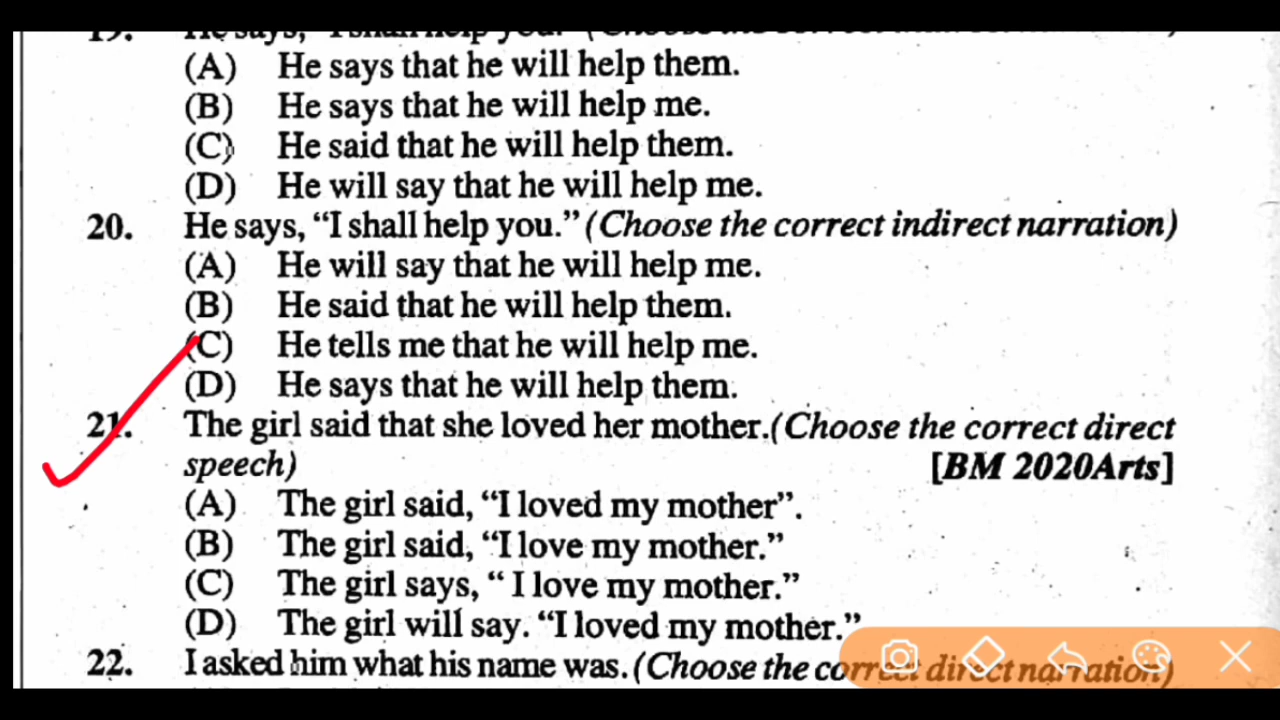 19. He says, "I shall help you."
(A) He says that he will help them.
(B) He says that he will help me.
(C) He said that he will help them.
(D) He will say that he will help me.
20. He says, “I shall help you.” (Choose the correct indirect narration)
(A) He will say that he will help me.
(B) He said that he will help them.
(C) He tells me that he will help me.
(D) He says that he will help them.
21. The girl said that she loved her mother.(Choose the correct direct
speech) [BM 2020Arts]
(A) The girl said, “I loved my mother”.
(B) The girl said, “I love my mother.”
(C) The girl says, “ I love my mother.”
(D) The girl will say. “I loved my mother.”
22. I asked him what his name was. (Choose the correct direct narration)